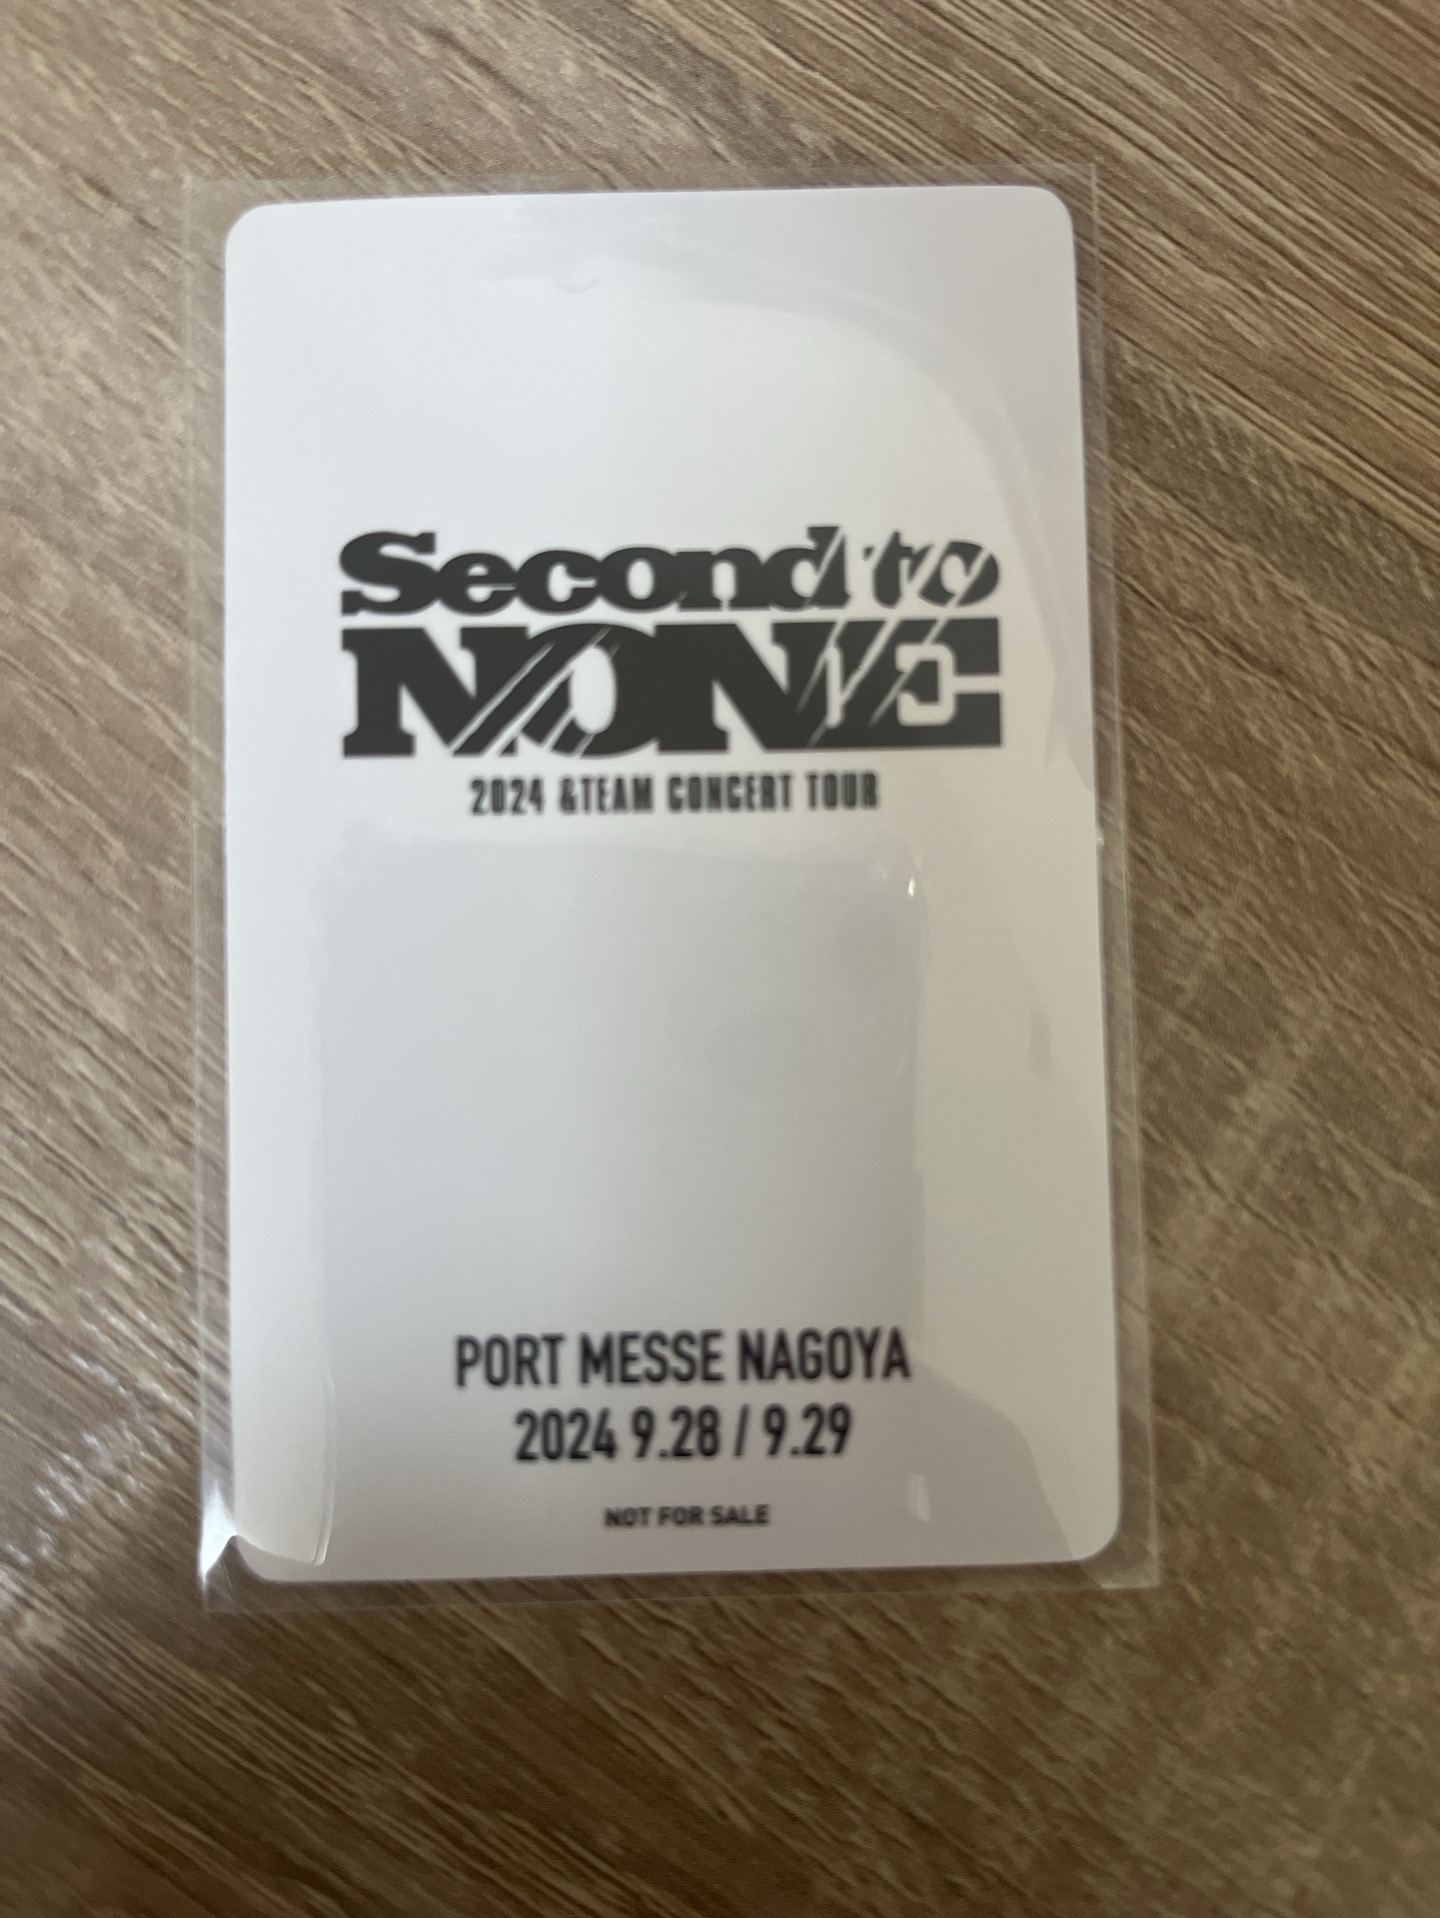 Second to
NONE
2024 &TEAM CONCERT TOUR
PORT MESSE NAGOYA
2024 9.28 / 9.29
NOT FOR SALE